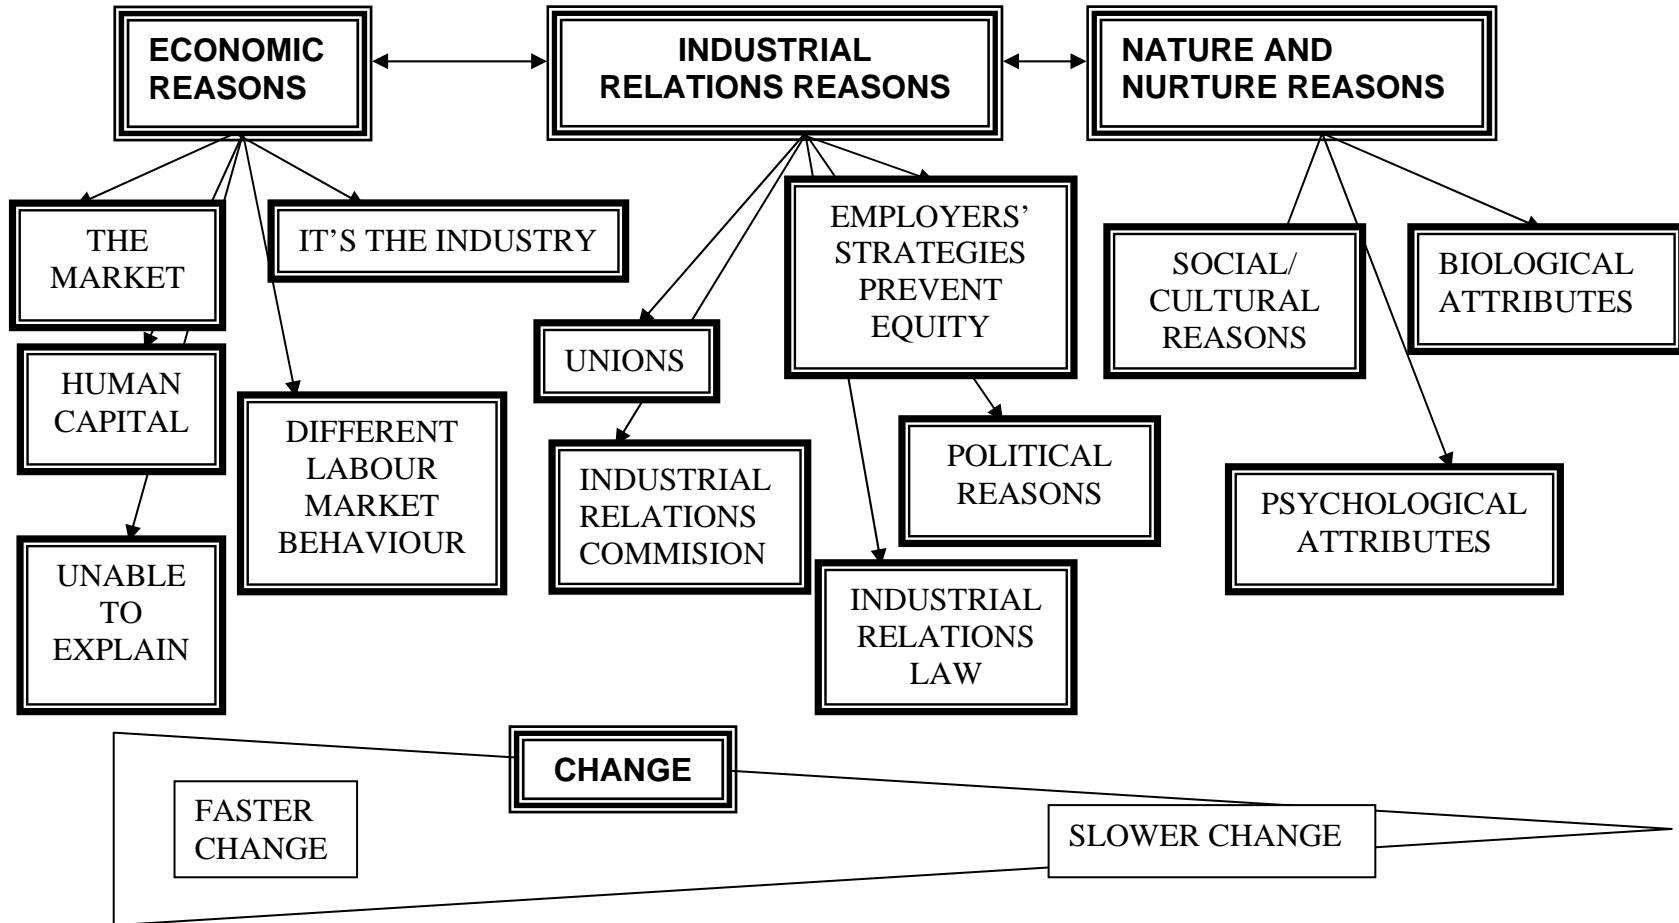 ECONOMIC
REASONS
INDUSTRIAL
RELATIONS REASONS
NATURE AND
NURTURE REASONS
THE
MARKET
IT'S THE INDUSTRY
HUMAN
CAPITAL
DIFFERENT
LABOUR
MARKET
BEHAVIOUR
UNABLE
TO
EXPLAIN
UNIONS
EMPLOYERS’
STRATEGIES
PREVENT
EQUITY
INDUSTRIAL
RELATIONS
COMMISION
POLITICAL
REASONS
INDUSTRIAL
RELATIONS
LAW
SOCIAL/
CULTURAL
REASONS
BIOLOGICAL
ATTRIBUTES
PSYCHOLOGICAL
ATTRIBUTES
CHANGE
FASTER
CHANGE
SLOWER CHANGE